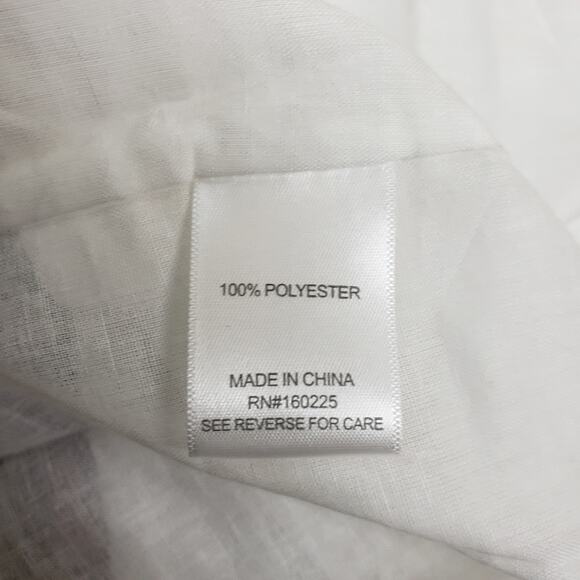 100% POLYESTER
MADE IN CHINA
RN#160225
SEE REVERSE FOR CARE